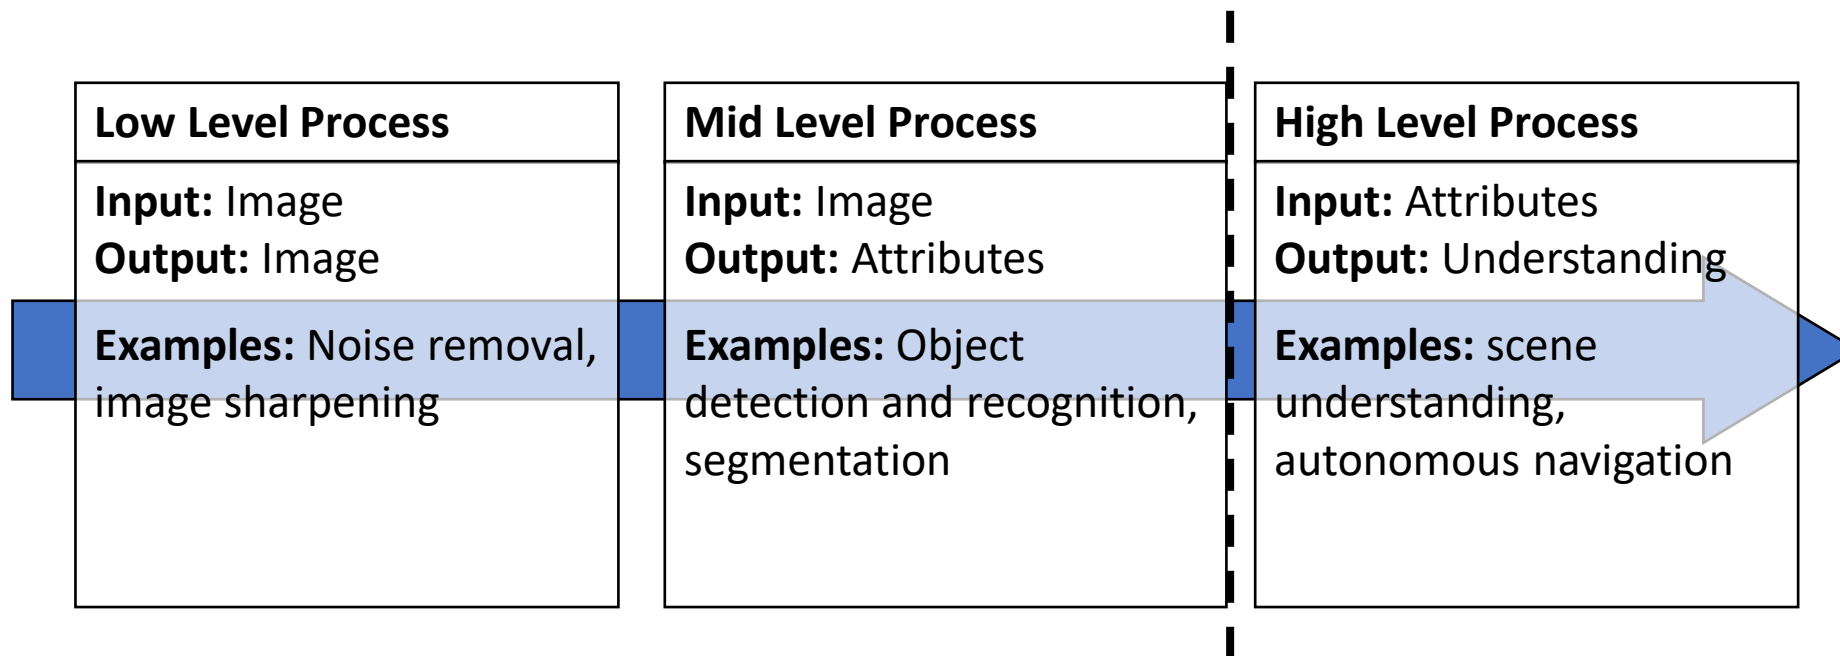 Low Level Process
Input: Image
Output: Image
Examples: Noise removal,
image sharpening
Mid Level Process
Input: Image
Output: Attributes
Examples: Object
detection and recognition,
segmentation
High Level Process
Input: Attributes
Output: Understanding
Examples: scene
understanding,
autonomous navigation